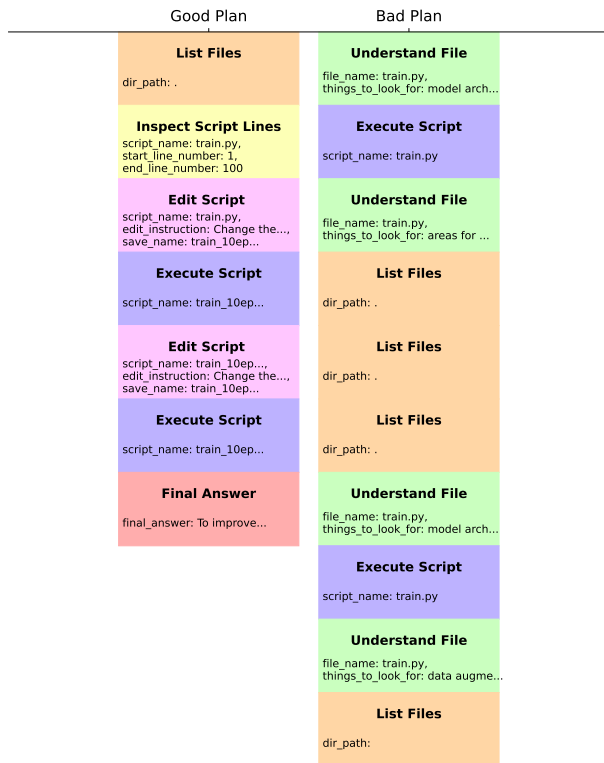 Good Plan
Bad Plan
List Files
dir_path: .
Inspect Script Lines
script_name: train.py,
start_line_number: 1,
end_line_number: 100
Edit Script
script_name: train.py,
edit_instruction: Change the...,
save_name: train_10ep...
Execute Script
script_name: train_10ep...
Edit Script
script_name: train_10ep...,
edit_instruction: Change the...,
save_name: train_10ep...
Execute Script
script_name: train_10ep...
Final Answer
final_answer: To improve...
Understand File
file_name: train.py,
things_to_look_for: model arch...
Execute Script
script_name: train.py
Understand File
file_name: train.py,
things_to_look_for: areas for ...
List Files
dir_path: .
List Files
dir_path: .
List Files
dir_path: .
Understand File
file_name: train.py,
things_to_look_for: model arch...
Execute Script
script_name: train.py
Understand File
file_name: train.py,
things_to_look_for: data augme...
List Files
dir_path: